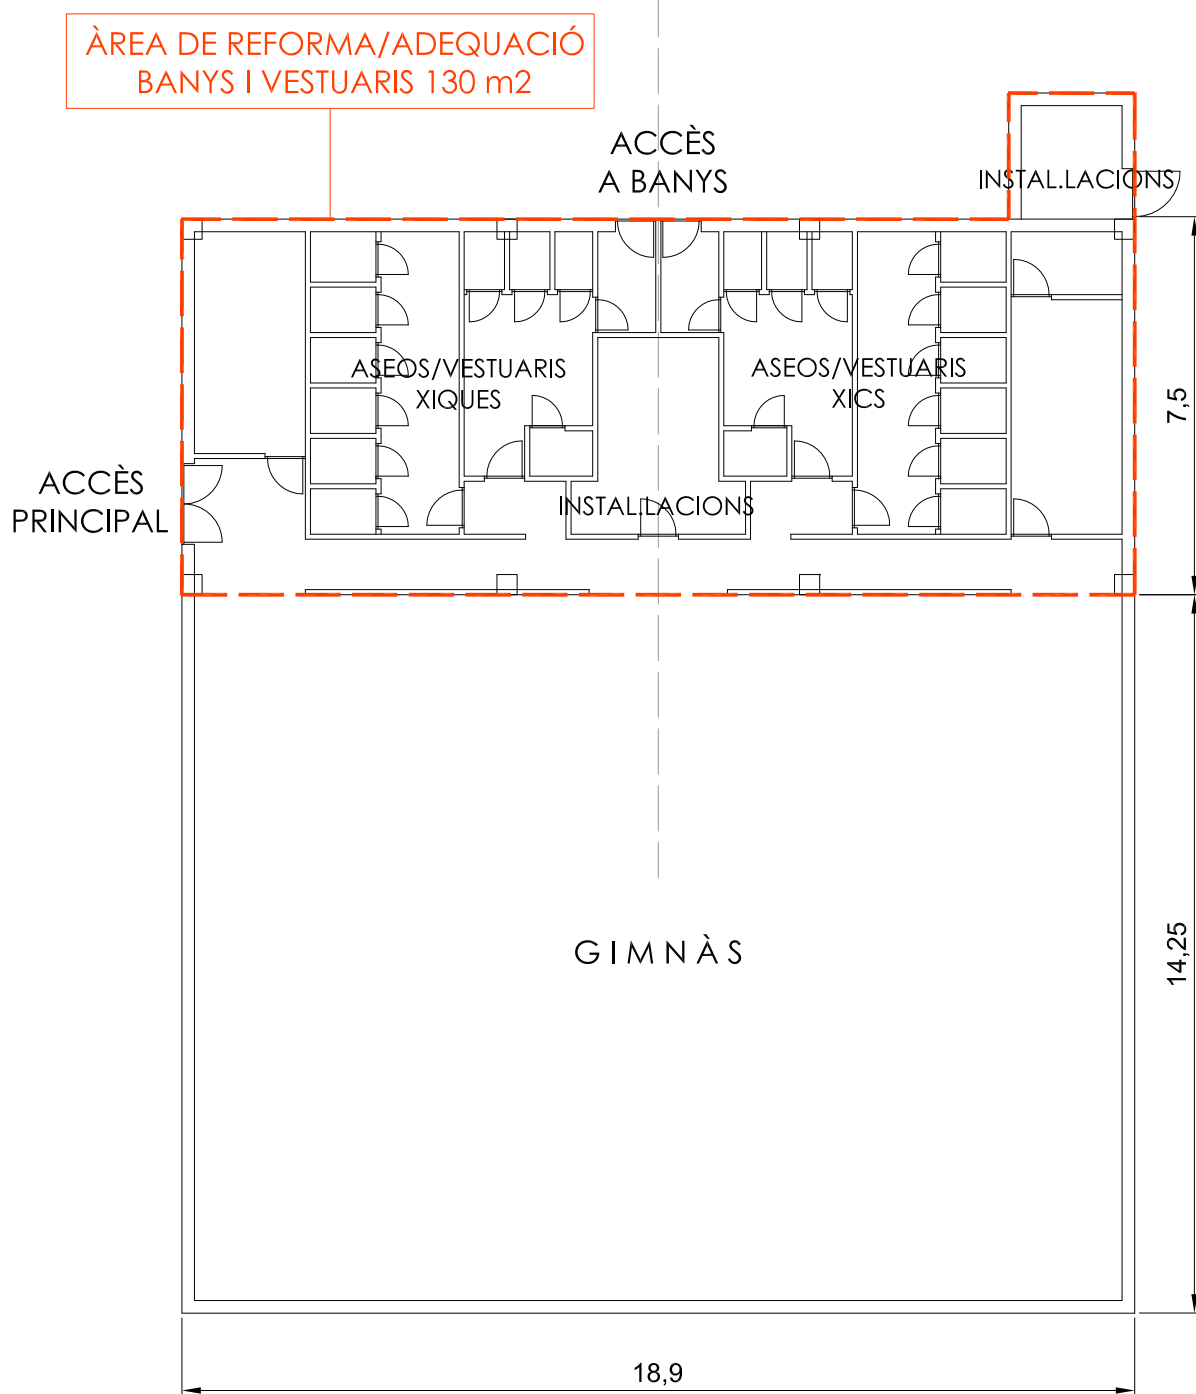 ÀREA DE REFORMA/ADEQUACIÓ
BANYS I VESTUARIS 130 m2
ACCÈS
A BANYS
INSTAL.LACIONS
ASEOS/VESTUARIS
XIQUES
ASEOS/VESTUARIS
XICS
7,5
ACCÈS
PRINCIPAL
INSTAL.LACIONS
GIMNÀS
14,25
18,9